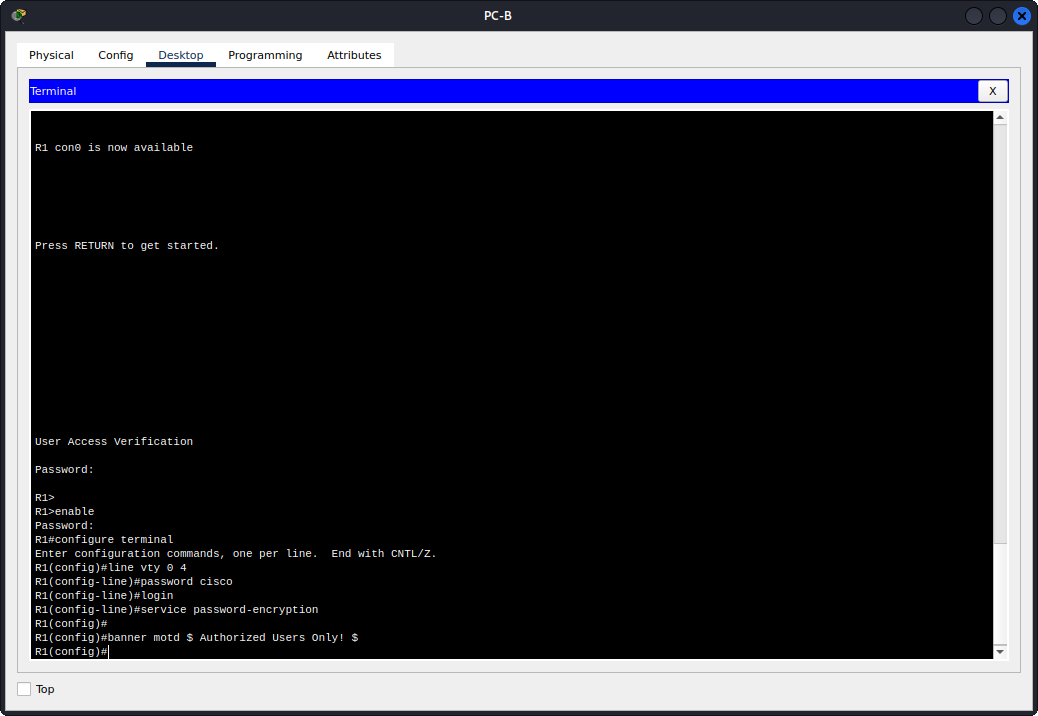 PC-B
Physical Config Desktop Programming Attributes
Terminal X
R1 con0 is now available
Press RETURN to get started.
User Access Verification
Password:
R1>
R1>enable
Password:
R1#configure terminal
Enter configuration commands, one per line.  End with CNTL/Z.
R1(config)#line vty 0 4
R1(config-line)#password cisco
R1(config-line)#login
R1(config-line)#service password-encryption
R1(config)#
R1(config)#banner motd $ Authorized Users Only! $
R1(config)#
Top